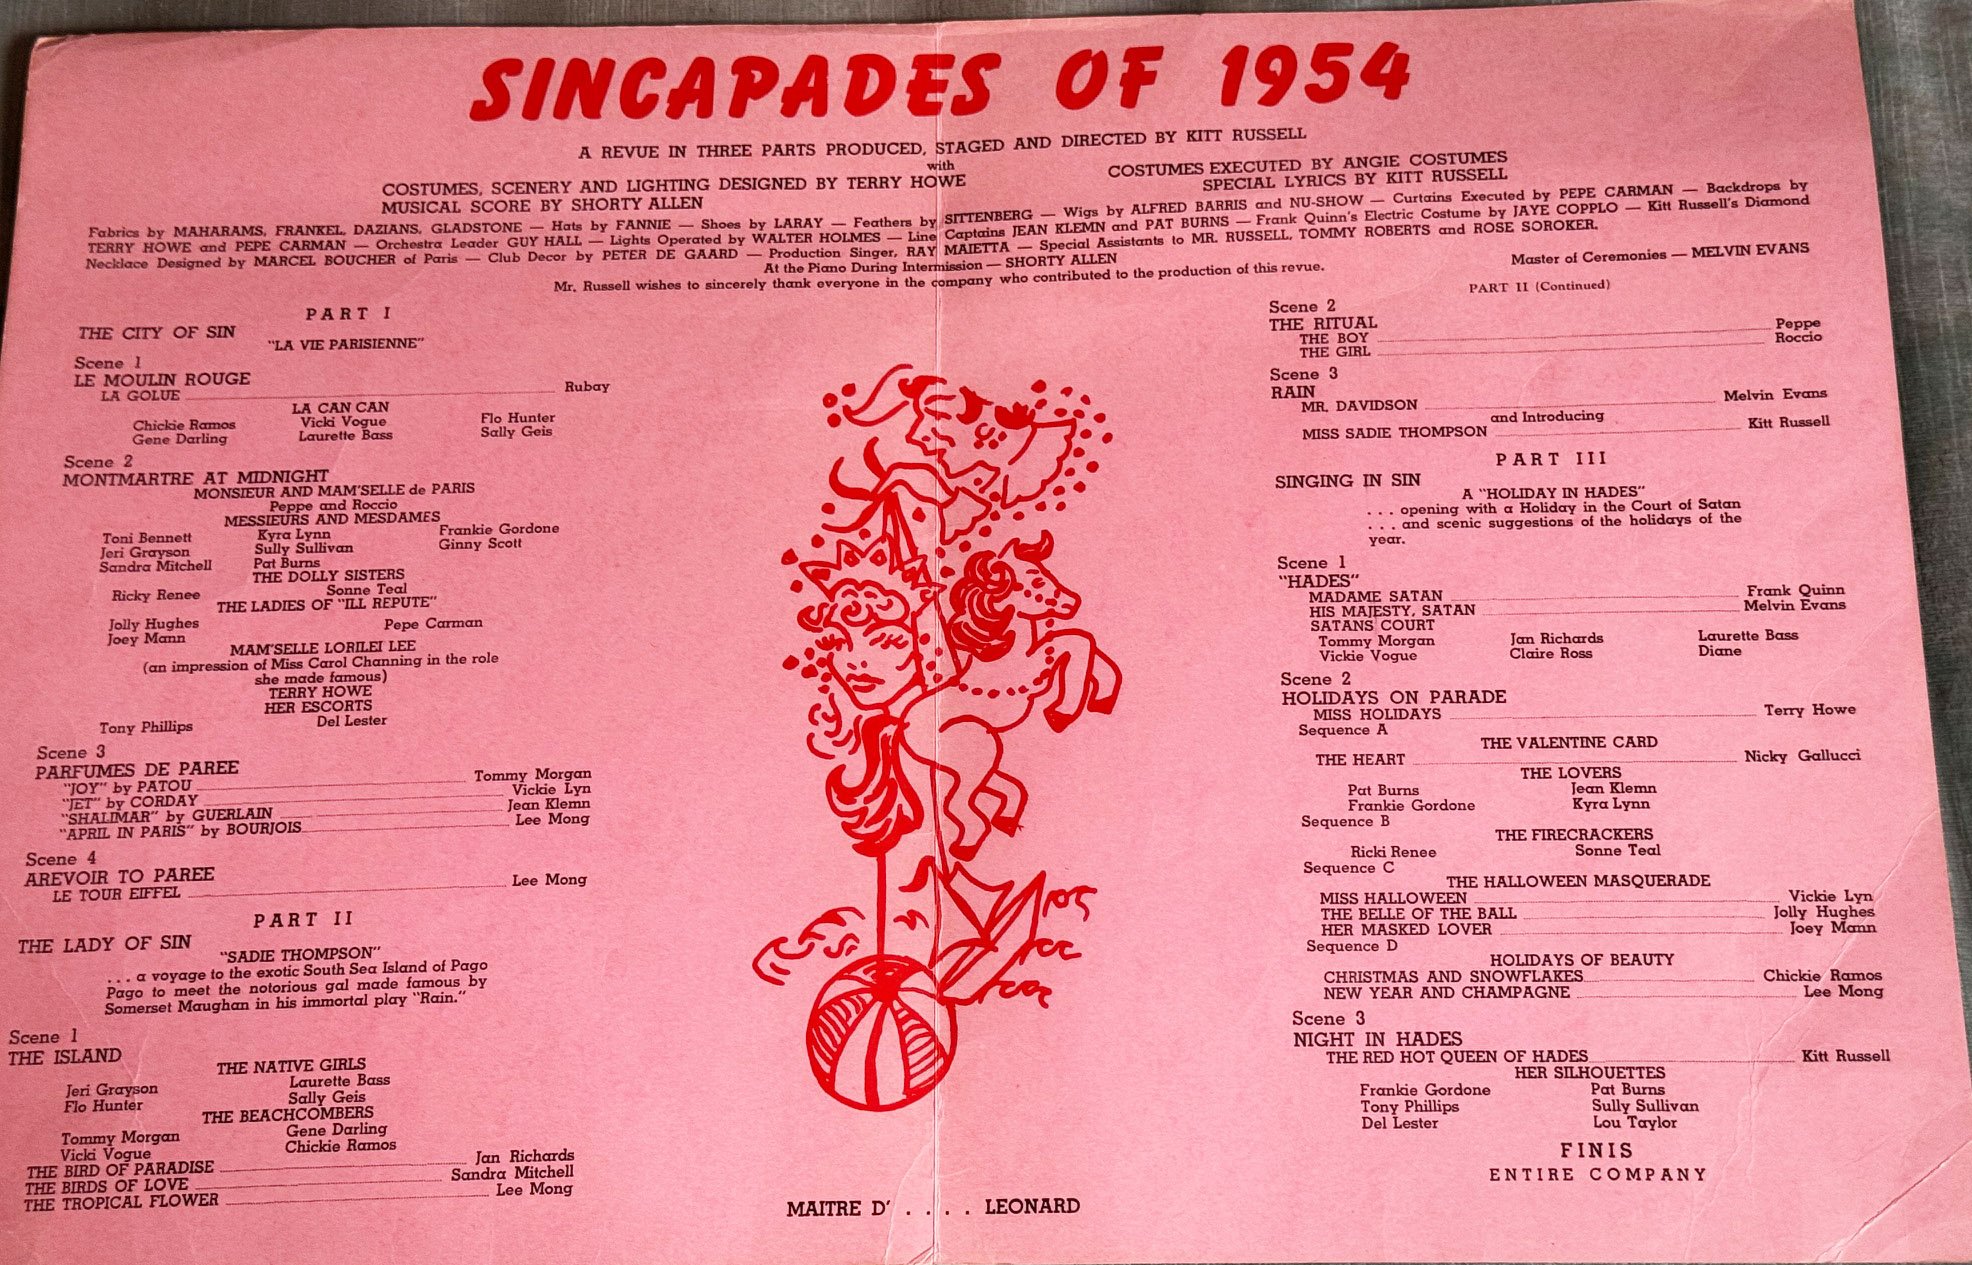 SINCAPADES OF 1954
A REVUE IN THREE PARTS PRODUCED, STAGED AND DIRECTED BY KITT RUSSELL
with
COSTUMES, SCENERY AND LIGHTING DESIGNED BY TERRY HOWE
MUSICAL SCORE BY SHORTY ALLEN
COSTUMES EXECUTED BY ANGIE COSTUMES
SPECIAL LYRICS BY KITT RUSSELL
Fabrics by MAHARAMS, FRANKEL, DAZIANS, GLADSTONE — Hats by FANNIE — Shoes by LARAY — Feathers by SITTENBERG — Wigs by ALFRED BARRIS and NU-SHOW — Curtains Executed by PEPE CARMAN — Backdrops by
TERRY HOWE and PEPE CARMAN — Orchestra Leader GUY HALL — Lights Operated by WALTER HOLMES — Line Captains JEAN KLEMN and PAT BURNS — Frank Quinn's Electric Costume by JAYE COPPLO — Kitt Russell's Diamond
Necklace Designed by MARCEL BOUCHER of Paris — Club Decor by PETER DE GAARD — Production Singer, RAY MAIETTA — Special Assistants to MR. RUSSELL, TOMMY ROBERTS and ROSE SOROKER.
At the Piano During Intermission — SHORTY ALLEN
Master of Ceremonies — MELVIN EVANS
Mr. Russell wishes to sincerely thank everyone in the company who contributed to the production of this revue.
PART I
THE CITY OF SIN
"LA VIE PARISIENNE"
Scene 1
LE MOULIN ROUGE
LA GOLUE Rubay
LA CAN CAN
Chickie Ramos Vicki Vogue Flo Hunter
Gene Darling Laurette Bass Sally Geis
Scene 2
MONTMARTRE AT MIDNIGHT
MONSIEUR AND MAM'SELLE de PARIS
Peppe and Roccio
MESSIEURS AND MESDAMES
Toni Bennett Kyra Lynn Frankie Gordone
Jeri Grayson Sully Sullivan Ginny Scott
Sandra Mitchell Pat Burns
THE DOLLY SISTERS
Ricky Renee Sonne Teal
THE LADIES OF "ILL REPUTE"
Jolly Hughes Pepe Carman
Joey Mann
MAM'SELLE LORILEI LEE
(an impression of Miss Carol Channing in the role
she made famous)
TERRY HOWE
HER ESCORTS
Tony Phillips Del Lester
Scene 3
PARFUMES DE PAREE
"JOY" by PATOU Tommy Morgan
"JET" by CORDAY Vickie Lyn
"SHALIMAR" by GUERLAIN Jean Klemn
"APRIL IN PARIS" by BOURJOIS Lee Mong
Scene 4
AREVOIR TO PAREE
LE TOUR EIFFEL Lee Mong
PART II
THE LADY OF SIN
"SADIE THOMPSON"
. . . a voyage to the exotic South Sea Island of Pago
Pago to meet the notorious gal made famous by
Somerset Maughan in his immortal play "Rain."
Scene 1
THE ISLAND
THE NATIVE GIRLS
Jeri Grayson Laurette Bass
Flo Hunter Sally Geis
THE BEACHCOMBERS
Tommy Morgan Gene Darling
Vicki Vogue Chickie Ramos
THE BIRD OF PARADISE Jan Richards
THE BIRDS OF LOVE Sandra Mitchell
THE TROPICAL FLOWER Lee Mong
MAITRE D' . . . . LEONARD
PART II (Continued)
Scene 2
THE RITUAL
THE BOY Peppe
THE GIRL Roccio
Scene 3
RAIN
MR. DAVIDSON Melvin Evans
and Introducing
MISS SADIE THOMPSON Kitt Russell
PART III
SINGING IN SIN
A "HOLIDAY IN HADES"
. . . opening with a Holiday in the Court of Satan
. . . and scenic suggestions of the holidays of the
year.
Scene 1
"HADES"
MADAME SATAN Frank Quinn
HIS MAJESTY, SATAN Melvin Evans
SATANS COURT
Tommy Morgan Jan Richards Laurette Bass
Vickie Vogue Claire Ross Diane
Scene 2
HOLIDAYS ON PARADE
MISS HOLIDAYS Terry Howe
Sequence A
THE VALENTINE CARD
THE HEART Nicky Gallucci
THE LOVERS
Pat Burns Jean Klemn
Frankie Gordone Kyra Lynn
Sequence B
THE FIRECRACKERS
Ricki Renee Sonne Teal
Sequence C
THE HALLOWEEN MASQUERADE
MISS HALLOWEEN Vickie Lyn
THE BELLE OF THE BALL Jolly Hughes
HER MASKED LOVER Joey Mann
Sequence D
HOLIDAYS OF BEAUTY
CHRISTMAS AND SNOWFLAKES Chickie Ramos
NEW YEAR AND CHAMPAGNE Lee Mong
Scene 3
NIGHT IN HADES
THE RED HOT QUEEN OF HADES Kitt Russell
HER SILHOUETTES
Frankie Gordone Pat Burns
Tony Phillips Sully Sullivan
Del Lester Lou Taylor
FINIS
ENTIRE COMPANY